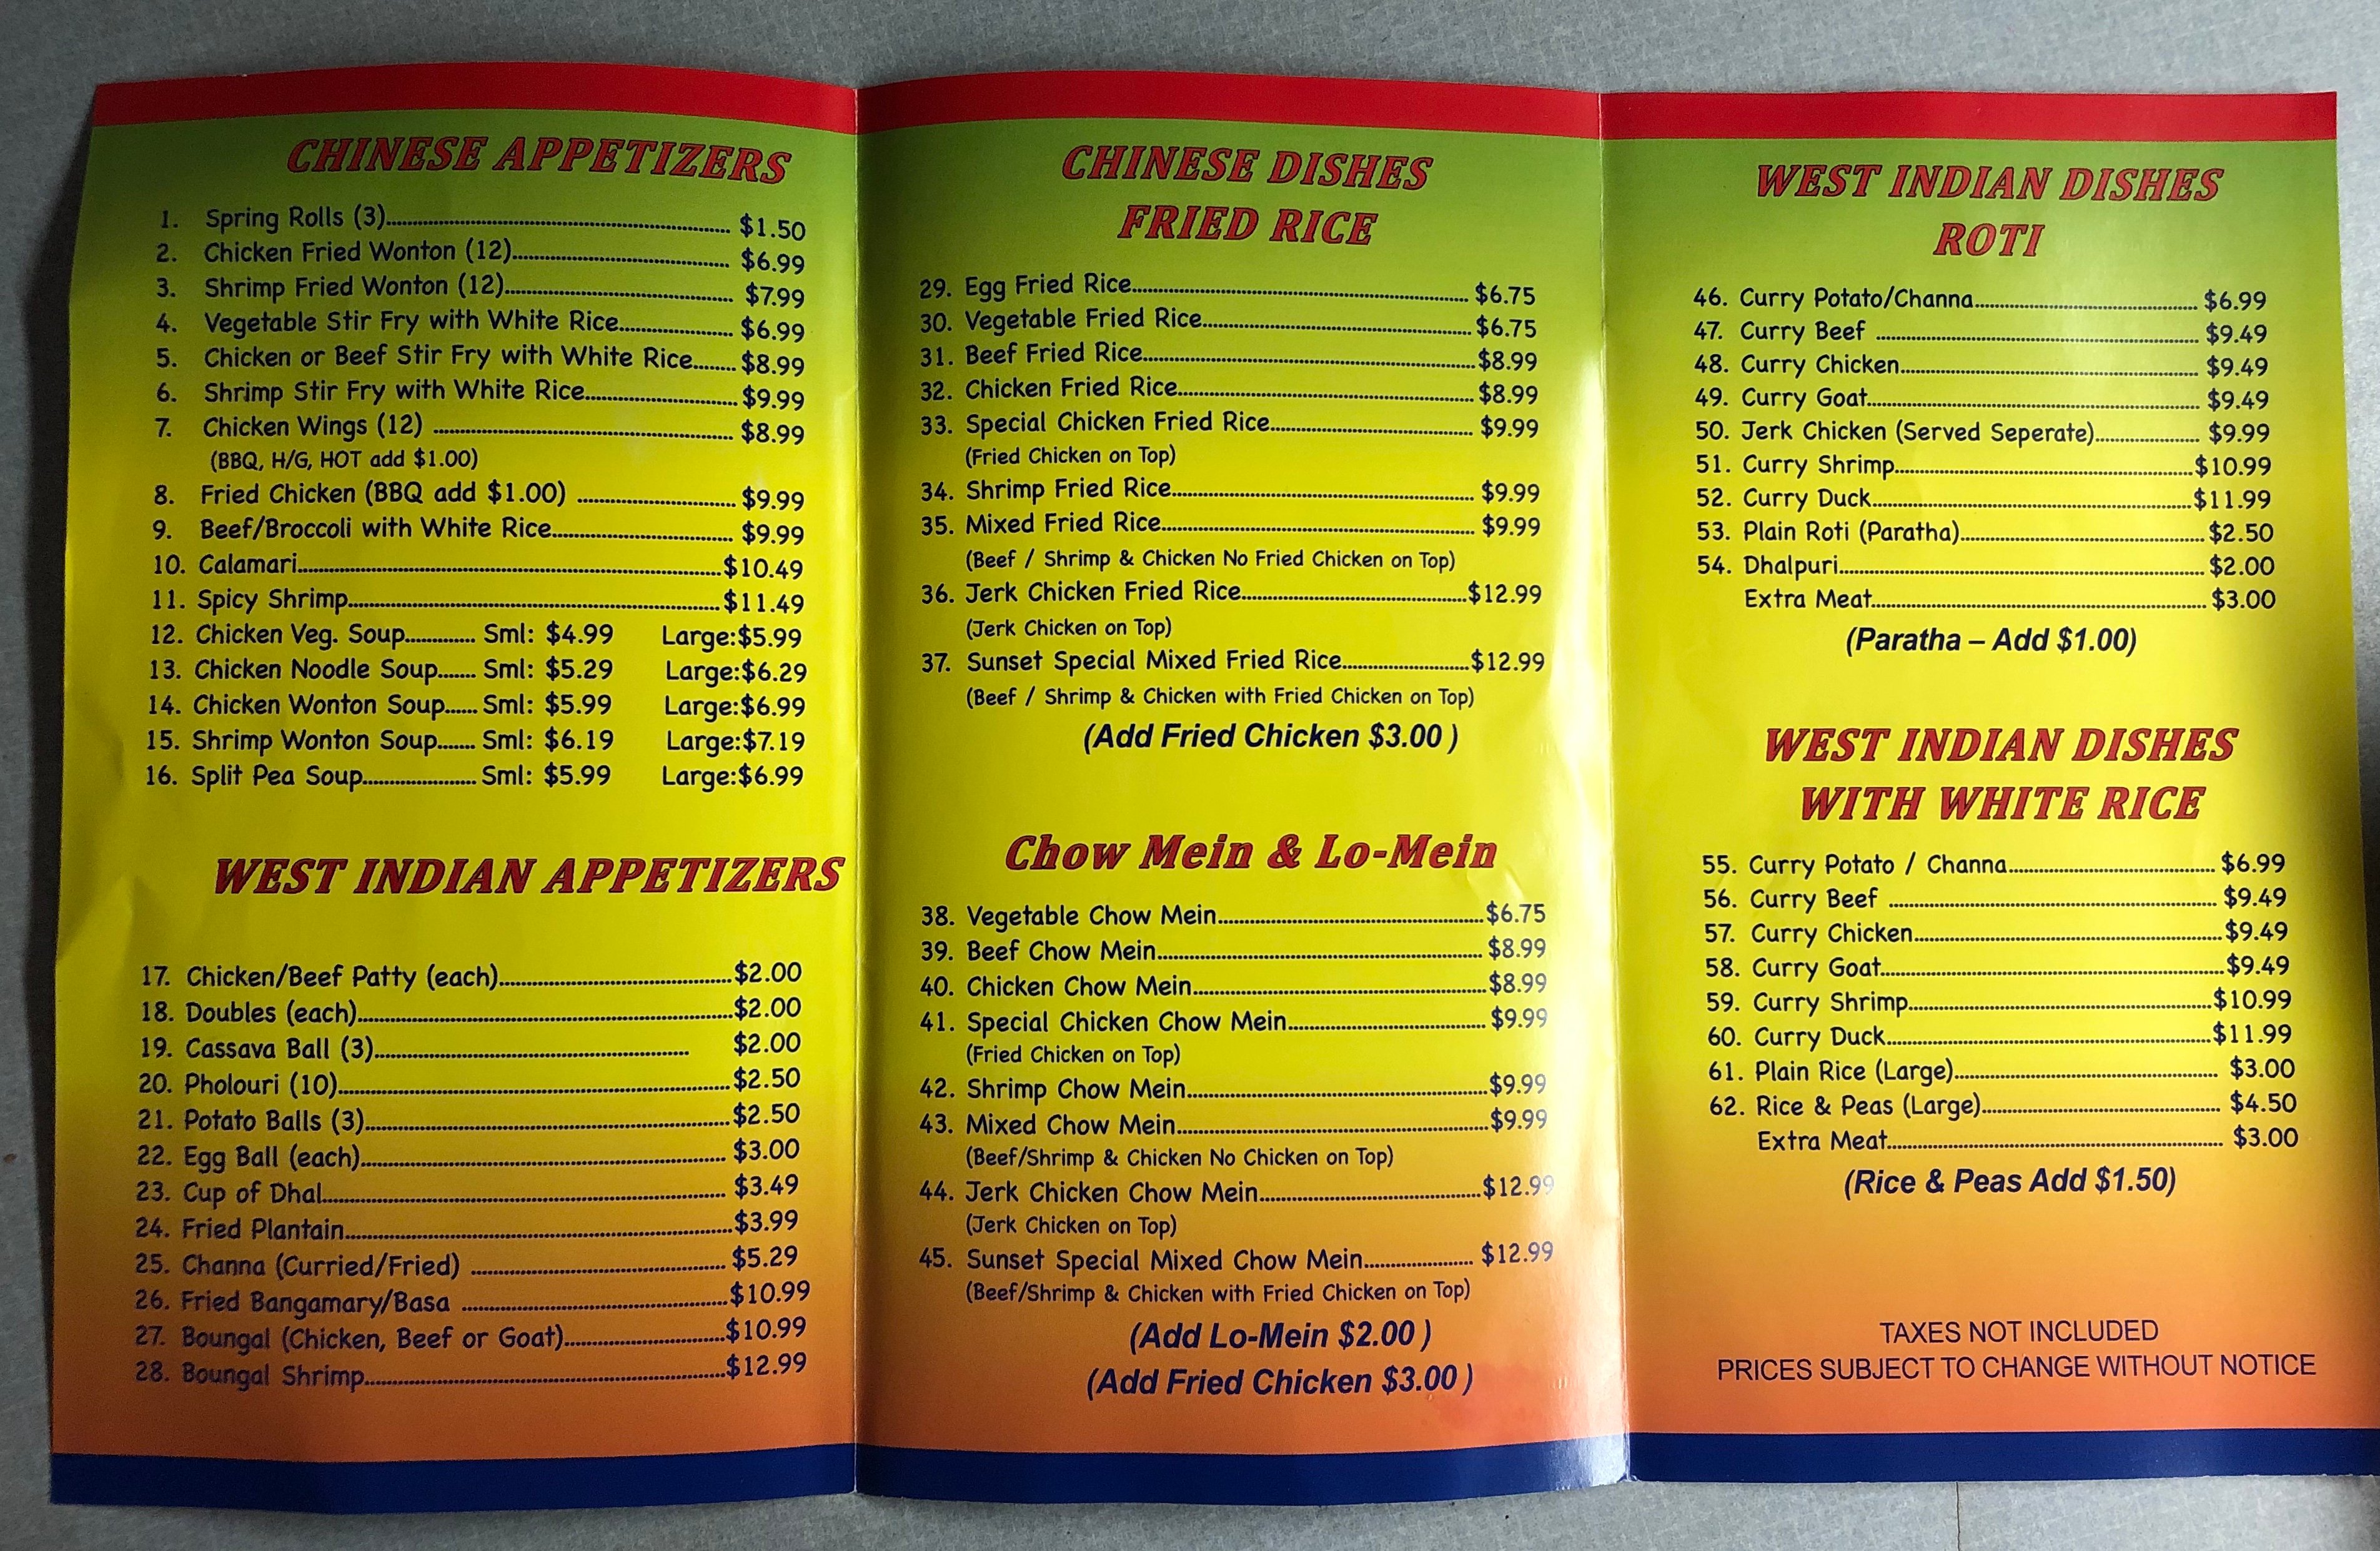 CHINESE APPETIZERS
1. Spring Rolls (3) $1.50
2. Chicken Fried Wonton (12) $6.99
3. Shrimp Fried Wonton (12) $7.99
4. Vegetable Stir Fry with White Rice $6.99
5. Chicken or Beef Stir Fry with White Rice $8.99
6. Shrimp Stir Fry with White Rice $9.99
7. Chicken Wings (12) $8.99
(BBQ, H/G, HOT add $1.00)
8. Fried Chicken (BBQ add $1.00) $9.99
9. Beef/Broccoli with White Rice $9.99
10. Calamari $10.49
11. Spicy Shrimp $11.49
12. Chicken Veg. Soup Sml: $4.99 Large:$5.99
13. Chicken Noodle Soup Sml: $5.29 Large:$6.29
14. Chicken Wonton Soup Sml: $5.99 Large:$6.99
15. Shrimp Wonton Soup Sml: $6.19 Large:$7.19
16. Split Pea Soup Sml: $5.99 Large:$6.99
WEST INDIAN APPETIZERS
17. Chicken/Beef Patty (each) $2.00
18. Doubles (each) $2.00
19. Cassava Ball (3) $2.00
20. Pholouri (10) $2.50
21. Potato Balls (3) $2.50
22. Egg Ball (each) $3.00
23. Cup of Dhal $3.49
24. Fried Plantain $3.99
25. Channa (Curried/Fried) $5.29
26. Fried Bangamary/Basa $10.99
27. Boungal (Chicken, Beef or Goat) $10.99
28. Boungal Shrimp $12.99
CHINESE DISHES
FRIED RICE
29. Egg Fried Rice $6.75
30. Vegetable Fried Rice $6.75
31. Beef Fried Rice $8.99
32. Chicken Fried Rice $8.99
33. Special Chicken Fried Rice $9.99
(Fried Chicken on Top)
34. Shrimp Fried Rice $9.99
35. Mixed Fried Rice $9.99
(Beef / Shrimp & Chicken No Fried Chicken on Top)
36. Jerk Chicken Fried Rice $12.99
(Jerk Chicken on Top)
37. Sunset Special Mixed Fried Rice $12.99
(Beef / Shrimp & Chicken with Fried Chicken on Top)
(Add Fried Chicken $3.00 )
Chow Mein & Lo-Mein
38. Vegetable Chow Mein $6.75
39. Beef Chow Mein $8.99
40. Chicken Chow Mein $8.99
41. Special Chicken Chow Mein $9.99
(Fried Chicken on Top)
42. Shrimp Chow Mein $9.99
43. Mixed Chow Mein $9.99
(Beef/Shrimp & Chicken No Chicken on Top)
44. Jerk Chicken Chow Mein $12.99
(Jerk Chicken on Top)
45. Sunset Special Mixed Chow Mein $12.99
(Beef/Shrimp & Chicken with Fried Chicken on Top)
(Add Lo-Mein $2.00 )
(Add Fried Chicken $3.00 )
WEST INDIAN DISHES
ROTI
46. Curry Potato/Channa $6.99
47. Curry Beef $9.49
48. Curry Chicken $9.49
49. Curry Goat $9.49
50. Jerk Chicken (Served Seperate) $9.99
51. Curry Shrimp $10.99
52. Curry Duck $11.99
53. Plain Roti (Paratha) $2.50
54. Dhalpuri $2.00
Extra Meat $3.00
(Paratha – Add $1.00)
WEST INDIAN DISHES
WITH WHITE RICE
55. Curry Potato / Channa $6.99
56. Curry Beef $9.49
57. Curry Chicken $9.49
58. Curry Goat $9.49
59. Curry Shrimp $10.99
60. Curry Duck $11.99
61. Plain Rice (Large) $3.00
62. Rice & Peas (Large) $4.50
Extra Meat $3.00
(Rice & Peas Add $1.50)
TAXES NOT INCLUDED
PRICES SUBJECT TO CHANGE WITHOUT NOTICE